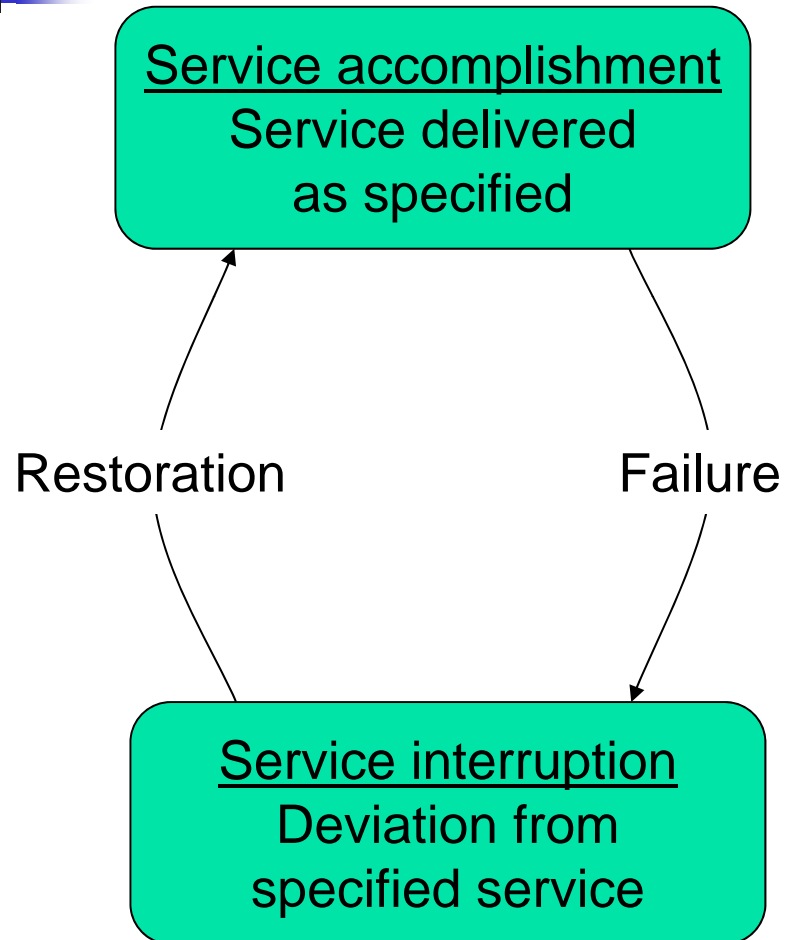 Service accomplishment
Service delivered
as specified
Restoration
Failure
Service interruption
Deviation from
specified service